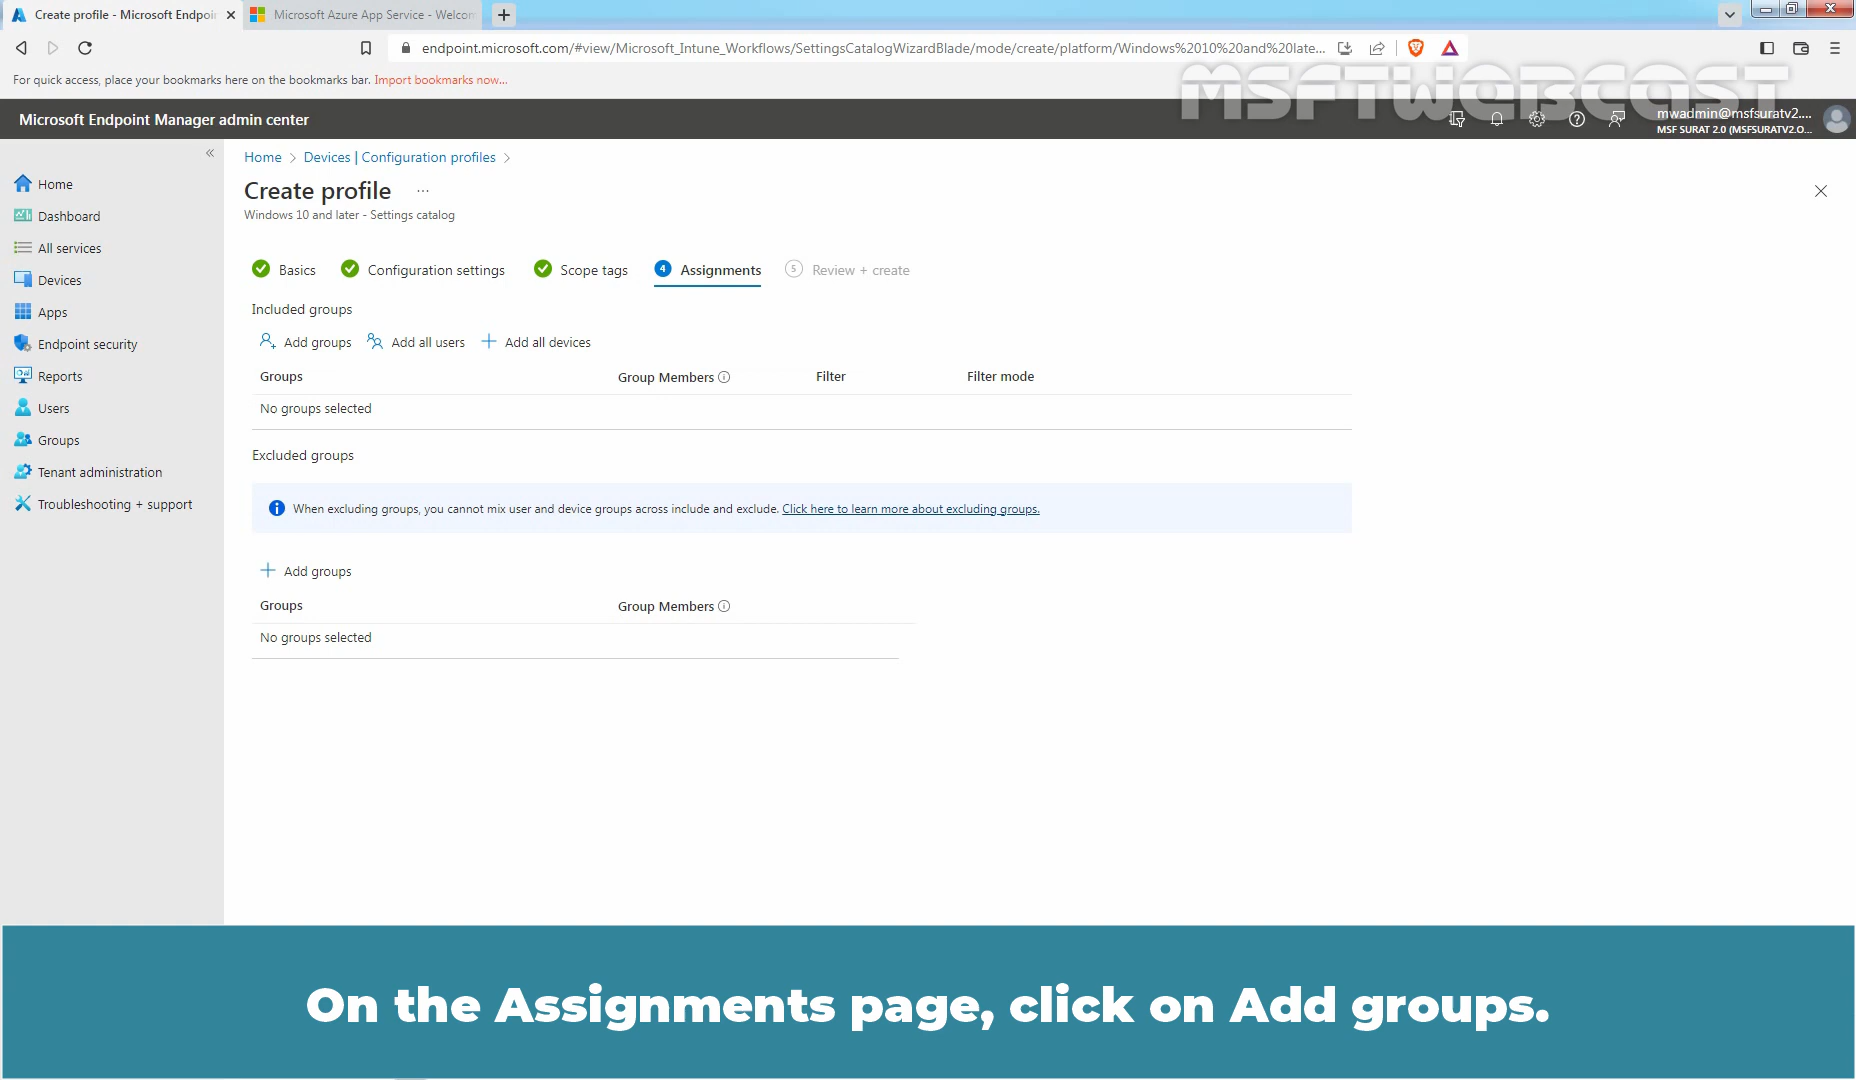 Create profile - Microsoft Endpoin
Microsoft Azure App Service - Welcom
endpoint.microsoft.com/#view/Microsoft_Intune_Workflows/SettingsCatalogWizardBlade/mode/create/platform/Windows%2010%20and%20late...
For quick access, place your bookmarks here on the bookmarks bar. Import bookmarks now...
MSFTWEBCAST
Microsoft Endpoint Manager admin center
mwadmin@msfsuratv2....
MSF SURAT 2.0 (MSFSURATV2.O...
«
Home
Dashboard
All services
Devices
Apps
Endpoint security
Reports
Users
Groups
Tenant administration
Troubleshooting + support
Home > Devices | Configuration profiles >
Create profile ...
Windows 10 and later - Settings catalog
Basics
Configuration settings
Scope tags
4 Assignments
5 Review + create
Included groups
Add groups Add all users Add all devices
Groups Group Members Filter Filter mode
No groups selected
Excluded groups
When excluding groups, you cannot mix user and device groups across include and exclude. Click here to learn more about excluding groups.
Add groups
Groups Group Members
No groups selected
On the Assignments page, click on Add groups.